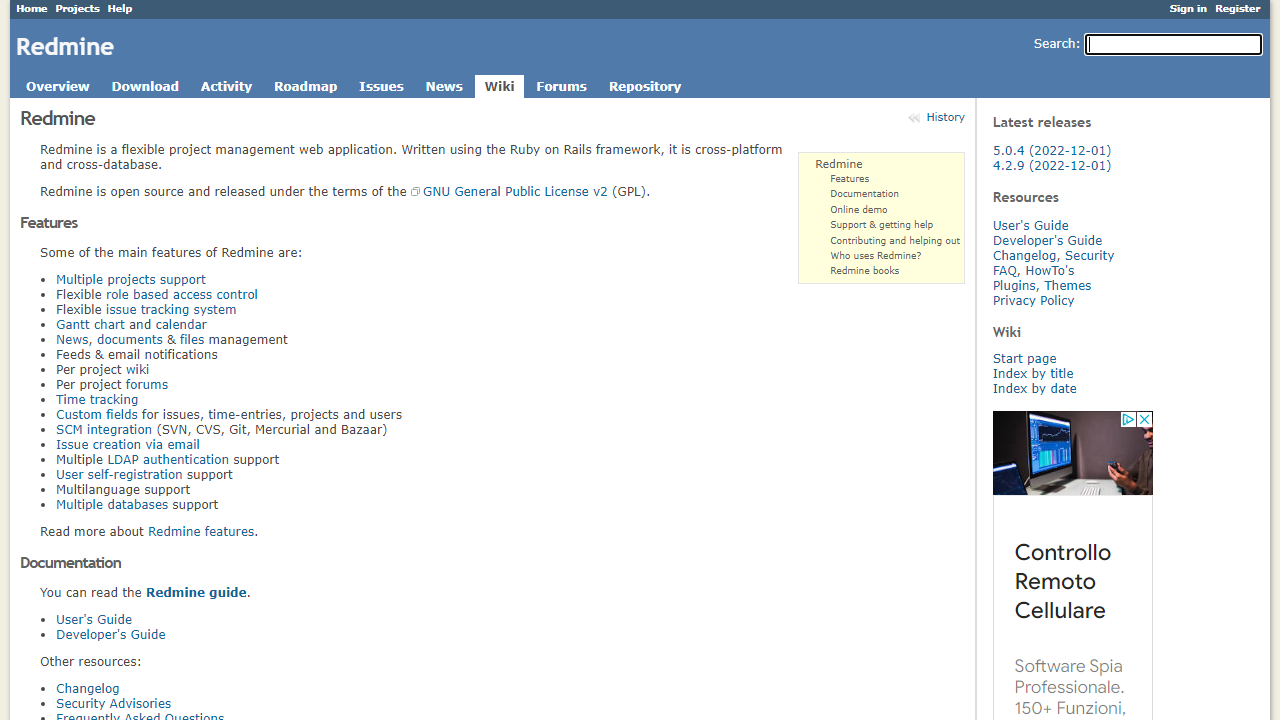 Home Projects Help
Sign in Register
Redmine
Search:
Overview Download Activity Roadmap Issues News Wiki Forums Repository
Redmine
History
Redmine is a flexible project management web application. Written using the Ruby on Rails framework, it is cross-platform
and cross-database.
Redmine is open source and released under the terms of the GNU General Public License v2 (GPL).
Redmine
Features
Documentation
Online demo
Support & getting help
Contributing and helping out
Who uses Redmine?
Redmine books
Features
Some of the main features of Redmine are:
Multiple projects support
Flexible role based access control
Flexible issue tracking system
Gantt chart and calendar
News, documents & files management
Feeds & email notifications
Per project wiki
Per project forums
Time tracking
Custom fields for issues, time-entries, projects and users
SCM integration (SVN, CVS, Git, Mercurial and Bazaar)
Issue creation via email
Multiple LDAP authentication support
User self-registration support
Multilanguage support
Multiple databases support
Read more about Redmine features.
Documentation
You can read the Redmine guide.
User's Guide
Developer's Guide
Other resources:
Changelog
Security Advisories
Frequently Asked Questions
Latest releases
5.0.4 (2022-12-01)
4.2.9 (2022-12-01)
Resources
User's Guide
Developer's Guide
Changelog, Security
FAQ, HowTo's
Plugins, Themes
Privacy Policy
Wiki
Start page
Index by title
Index by date
Controllo
Remoto
Cellulare
Software Spia
Professionale.
150+ Funzioni,